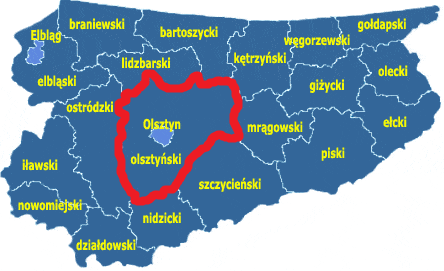 gołdapski
braniewski
bartoszycki
Elbląg
węgorzewski
kętrzyński
lidzbarski
olecki
elbląski
giżycki
ostródzki
Olsztyn
ełcki
mrągowski
olsztyński
piski
iławski
szczycieński
nowomiejski
nidzicki
działdowski